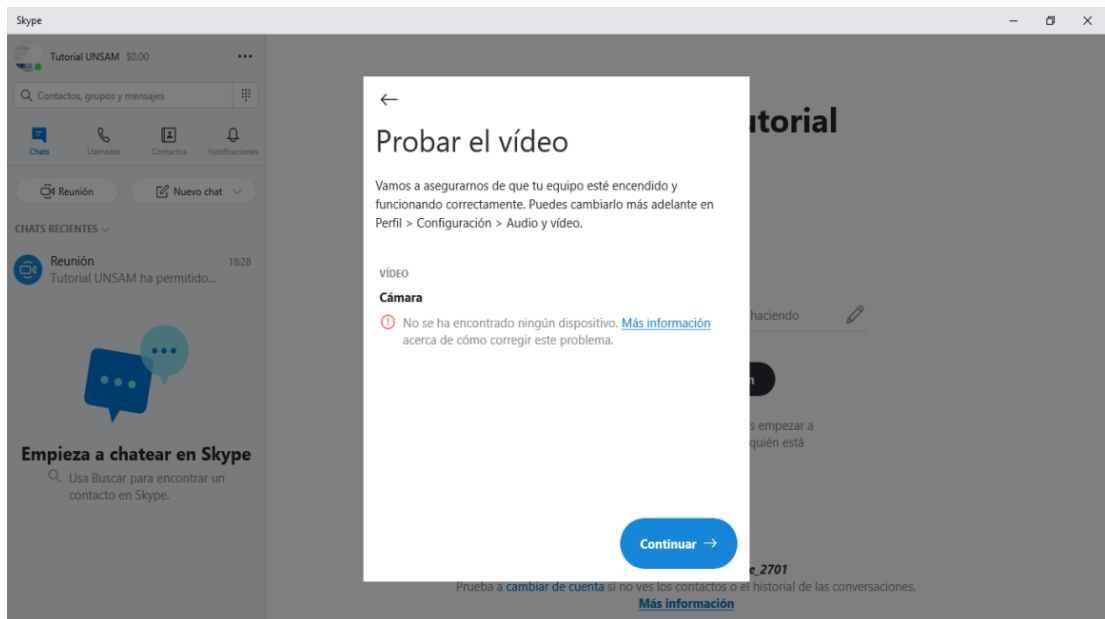 Skype
Tutorial UNSAM $0.00
Contactos, grupos y mensajes
Chats Llamadas Contactos Notificaciones
Reunión Nuevo chat
CHATS RECIENTES
Reunión 18:28
Tutorial UNSAM ha permitido...
Empieza a chatear en Skype
Usa Buscar para encontrar un
contacto en Skype.
Probar el vídeo
Vamos a asegurarnos de que tu equipo esté encendido y
funcionando correctamente. Puedes cambiarlo más adelante en
Perfil > Configuración > Audio y vídeo.
VÍDEO
Cámara
No se ha encontrado ningún dispositivo. Más información
acerca de cómo corregir este problema.
Continuar
utorial
haciendo
n
s empezar a
quién está
e_2701
Prueba a cambiar de cuenta si no ves los contactos o el historial de las conversaciones.
Más información